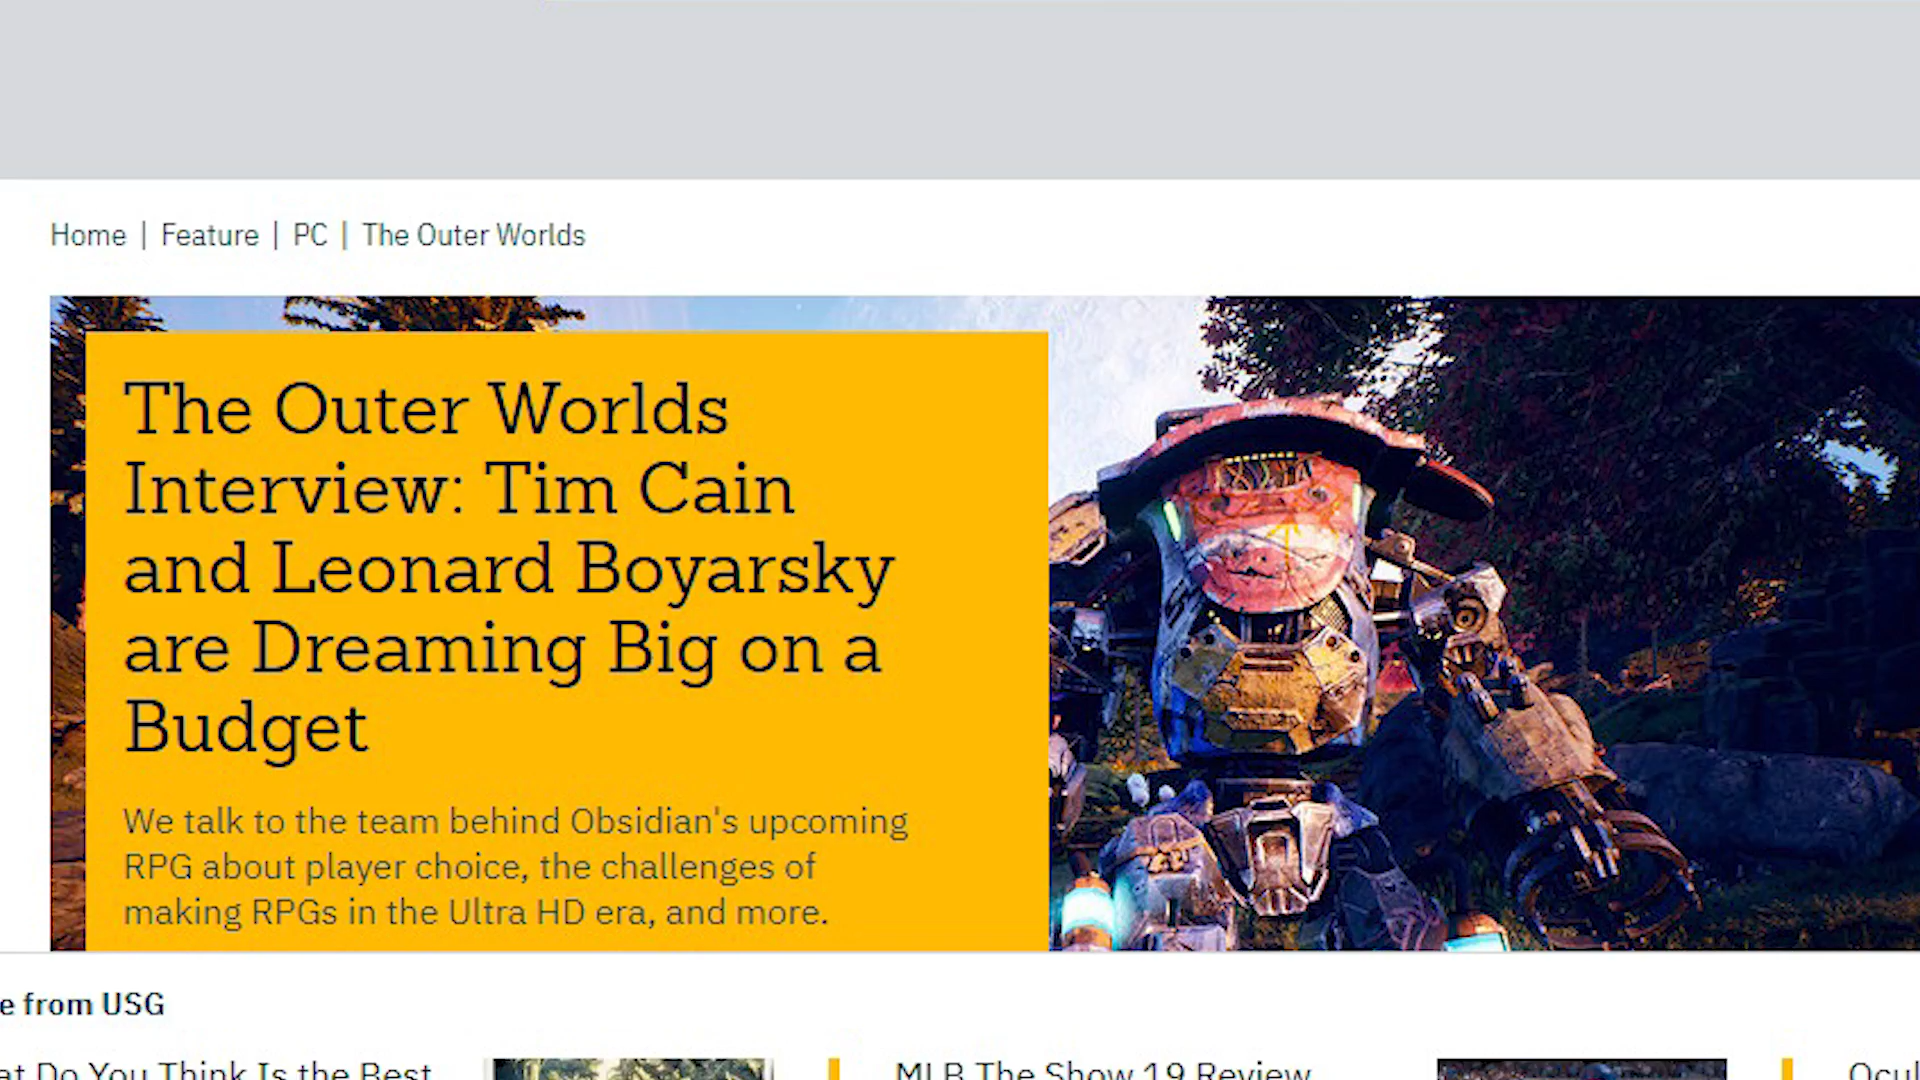 Home | Feature | PC | The Outer Worlds
The Outer Worlds
Interview: Tim Cain
and Leonard Boyarsky
are Dreaming Big on a
Budget
We talk to the team behind Obsidian's upcoming
RPG about player choice, the challenges of
making RPGs in the Ultra HD era, and more.
e from USG
at Do You Think Is the Best
MLB The Show 19 Review
Ocul